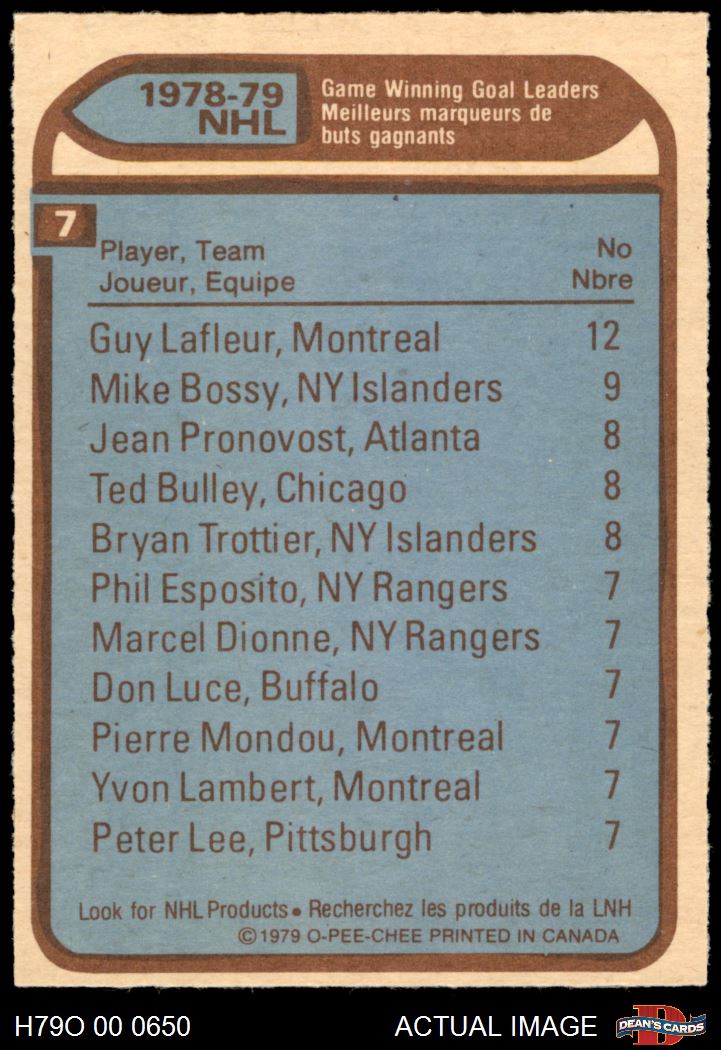 1978-79
NHL
Game Winning Goal Leaders
Meilleurs marqueurs de
buts gagnants
7
Player, Team No
Joueur, Equipe Nbre
Guy Lafleur, Montreal 12
Mike Bossy, NY Islanders 9
Jean Pronovost, Atlanta 8
Ted Bulley, Chicago 8
Bryan Trottier, NY Islanders 8
Phil Esposito, NY Rangers 7
Marcel Dionne, NY Rangers 7
Don Luce, Buffalo 7
Pierre Mondou, Montreal 7
Yvon Lambert, Montreal 7
Peter Lee, Pittsburgh 7
Look for NHL Products • Recherchez les produits de la LNH
© 1979 O-PEE-CHEE PRINTED IN CANADA
H79O 00 0650 ACTUAL IMAGE D DEAN'S CARDS